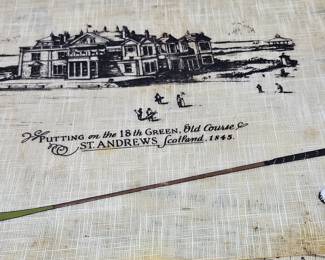 PUTTING on the 18th GREEN, Old Course
ST. ANDREWS, Scotland. 1845.